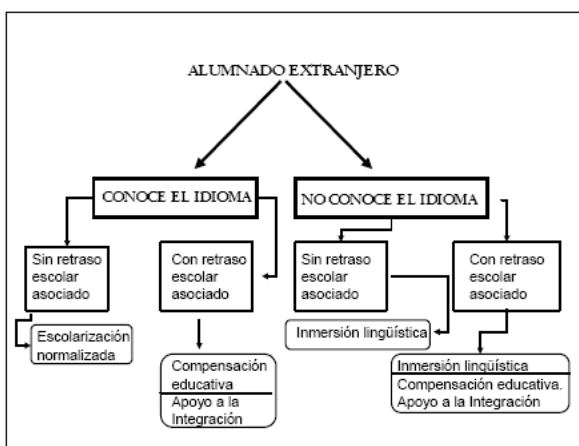 ALUMNADO EXTRANJERO
CONOCE EL IDIOMA
NO CONOCE EL IDIOMA
Sin retraso
escolar
asociado
Con retraso
escolar
asociado
Sin retraso
escolar
asociado
Con retraso
escolar
asociado
Escolarización
normalizada
Compensación
educativa
Apoyo a la
Integración
Inmersión lingüística
Inmersión lingüística
Compensación educativa.
Apoyo a la Integración